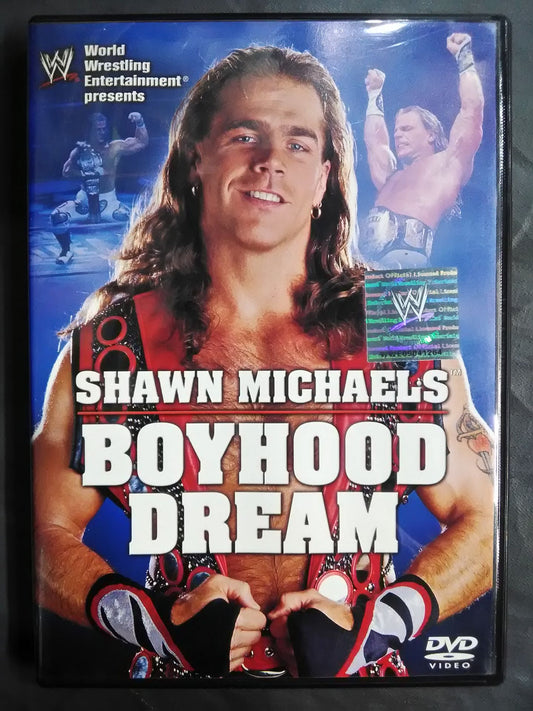 World
Wrestling
Entertainment®
presents
W
W
SHAWN MICHAELS™
BOYHOOD
DREAM
DVD
VIDEO